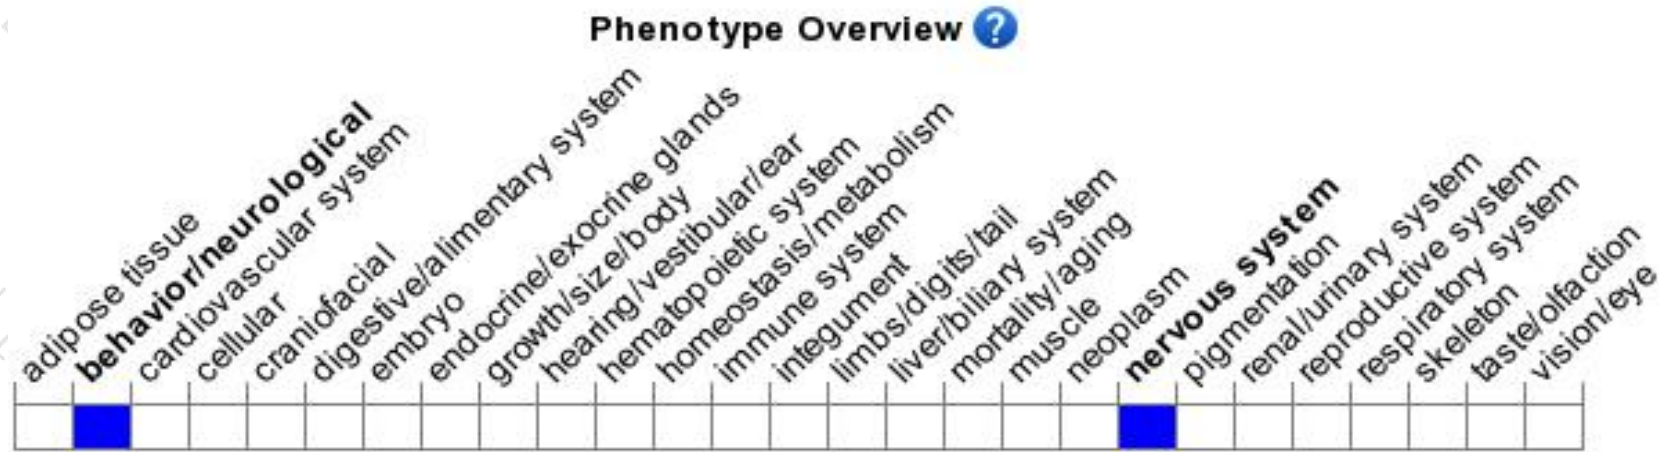 Phenotype Overview ?
adipose tissue
behavior/neurological
cardiovascular system
cellular
craniofacial
digestive/alimentary system
embryo
endocrine/exocrine glands
growth/size/body
hearing/vestibular/ear
hematopoietic system
homeostasis/metabolism
immune system
integument
limbs/digits/tail
liver/biliary system
mortality/aging
muscle
neoplasm
nervous system
pigmentation
renal/urinary system
reproductive system
respiratory system
skeleton
taste/olfaction
vision/eye